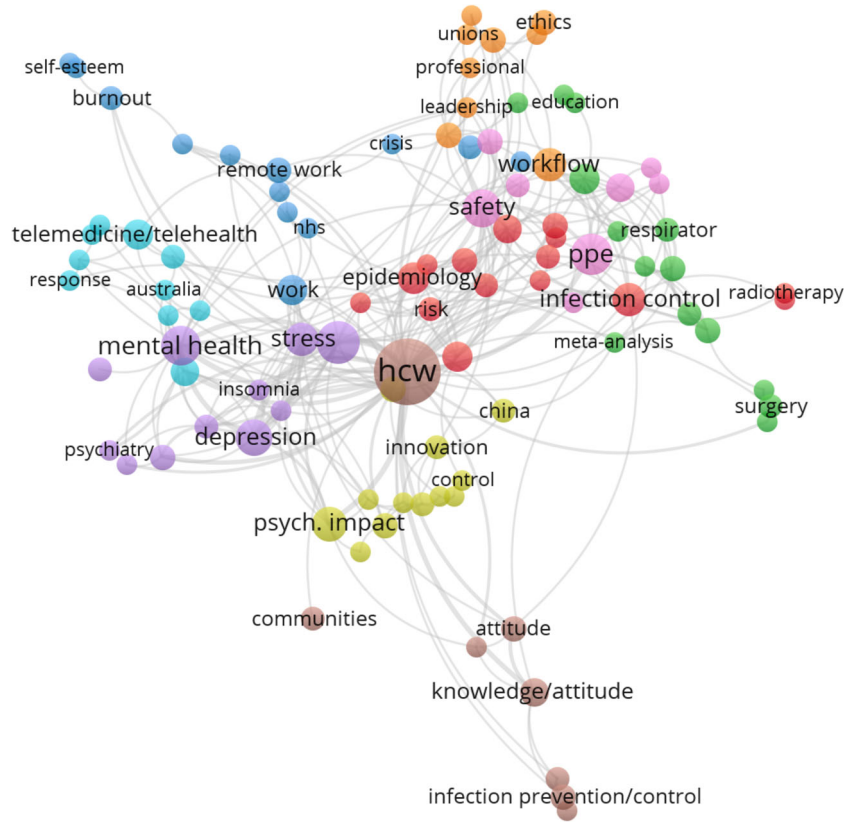 ethics
unions
self-esteem
professional
burnout
leadership
education
crisis
workflow
remote work
safety
nhs
respirator
telemedicine/telehealth
ppe
response
australia
work
epidemiology
infection control
radiotherapy
risk
mental health
stress
meta-analysis
hcw
insomnia
china
surgery
depression
psychiatry
innovation
control
psych. impact
communities
attitude
knowledge/attitude
infection prevention/control